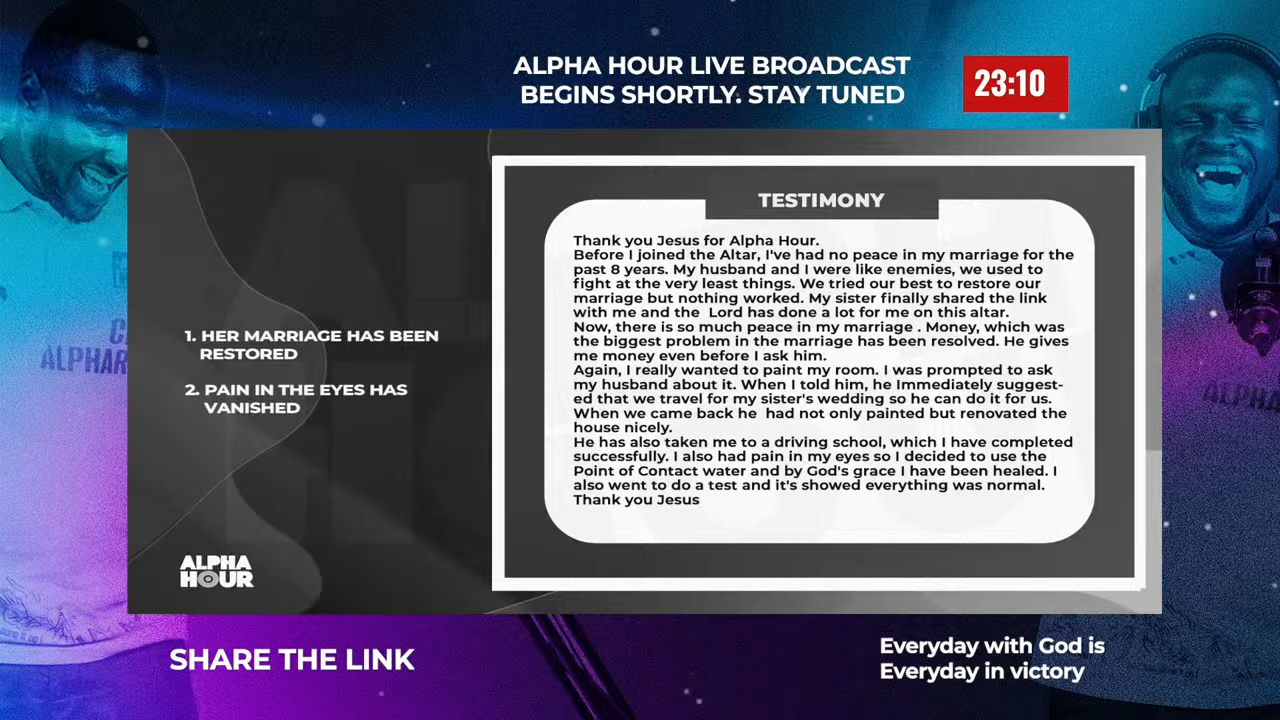 ALPHA HOUR LIVE BROADCAST
BEGINS SHORTLY. STAY TUNED
23:10
TESTIMONY
Thank you Jesus for Alpha Hour.
Before I joined the Altar, I've had no peace in my marriage for the
past 8 years. My husband and I were like enemies, we used to
fight at the very least things. We tried our best to restore our
marriage but nothing worked. My sister finally shared the link
with me and the  Lord has done a lot for me on this altar.
Now, there is so much peace in my marriage . Money, which was
the biggest problem in the marriage has been resolved. He gives
me money even before I ask him.
Again, I really wanted to paint my room. I was prompted to ask
my husband about it. When I told him, he Immediately suggest-
ed that we travel for my sister's wedding so he can do it for us.
When we came back he  had not only painted but renovated the
house nicely.
He has also taken me to a driving school, which I have completed
successfully. I also had pain in my eyes so I decided to use the
Point of Contact water and by God's grace I have been healed. I
also went to do a test and it's showed everything was normal.
Thank you Jesus
1. HER MARRIAGE HAS BEEN
RESTORED
2. PAIN IN THE EYES HAS
VANISHED
ALPHA
HOUR
SHARE THE LINK
Everyday with God is
Everyday in victory